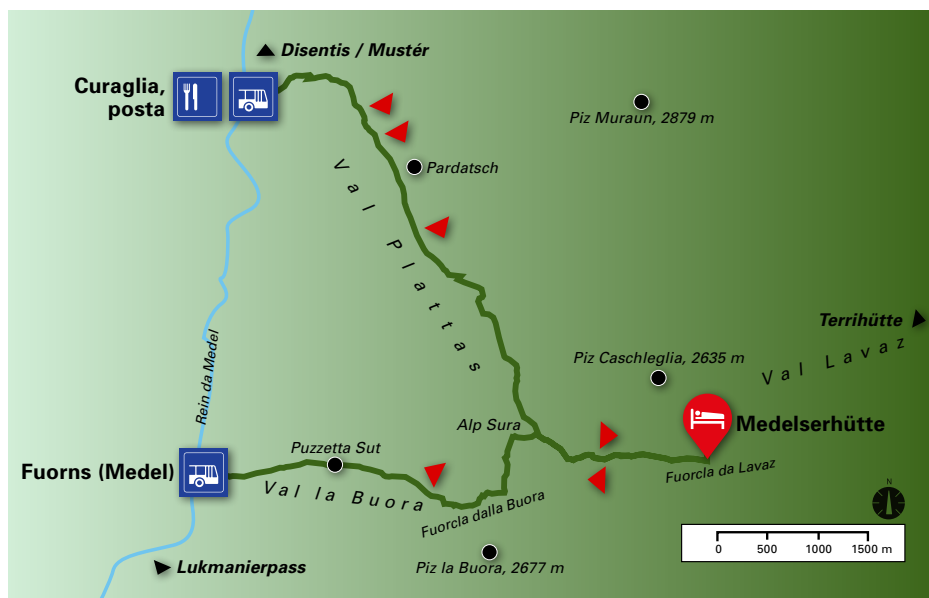 Disentis / Mustér
Curaglia,
posta
Piz Muraun, 2879 m
Pardatsch
Val Plattas
Terrihütte
Val Lavaz
Rein da Medel
Piz Caschleglia, 2635 m
Alp Sura
Medelserhütte
Puzzetta Sut
Fuorns (Medel)
Fuorcla da Lavaz
Val la Buora
Fuorcla dalla Buora
N
Piz la Buora, 2677 m
Lukmanierpass
0 500 1000 1500 m